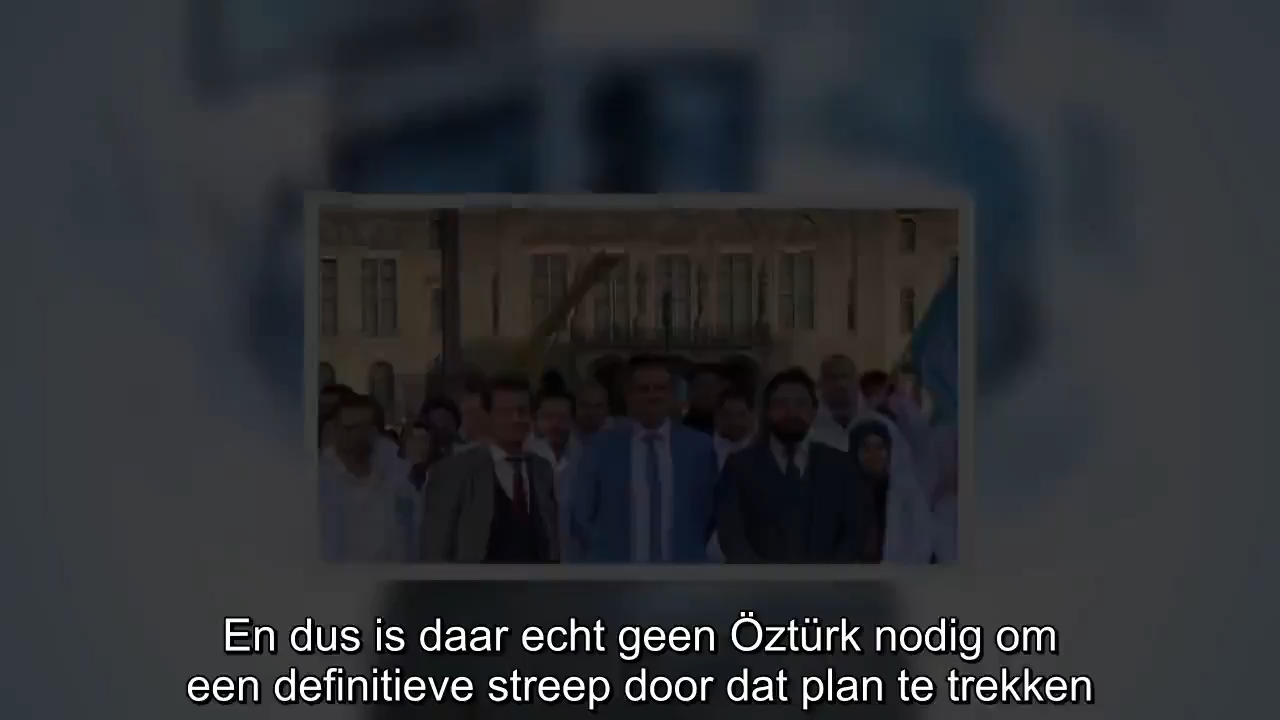 En dus is daar echt geen Öztürk nodig om
een definitieve streep door dat plan te trekken